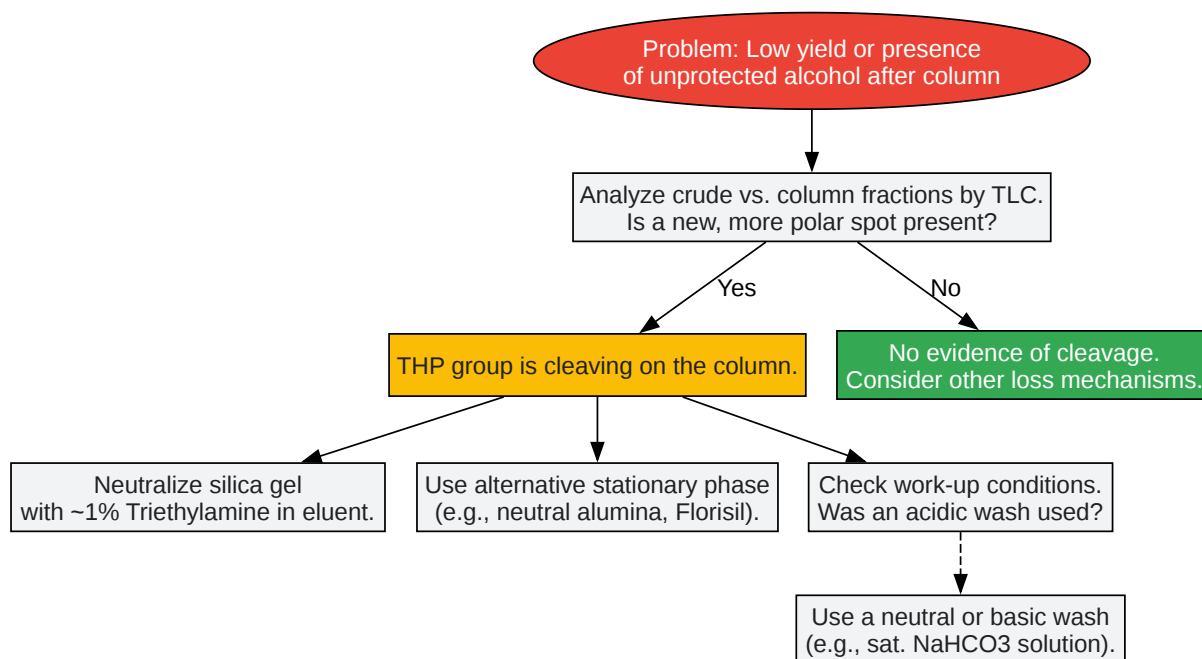 Problem: Low yield or presence
of unprotected alcohol after column
Analyze crude vs. column fractions by TLC.
Is a new, more polar spot present?
Yes
No
THP group is cleaving on the column.
No evidence of cleavage.
Consider other loss mechanisms.
Neutralize silica gel
with ~1% Triethylamine in eluent.
Use alternative stationary phase
(e.g., neutral alumina, Florisil).
Check work-up conditions.
Was an acidic wash used?
Use a neutral or basic wash
(e.g., sat. NaHCO3 solution).